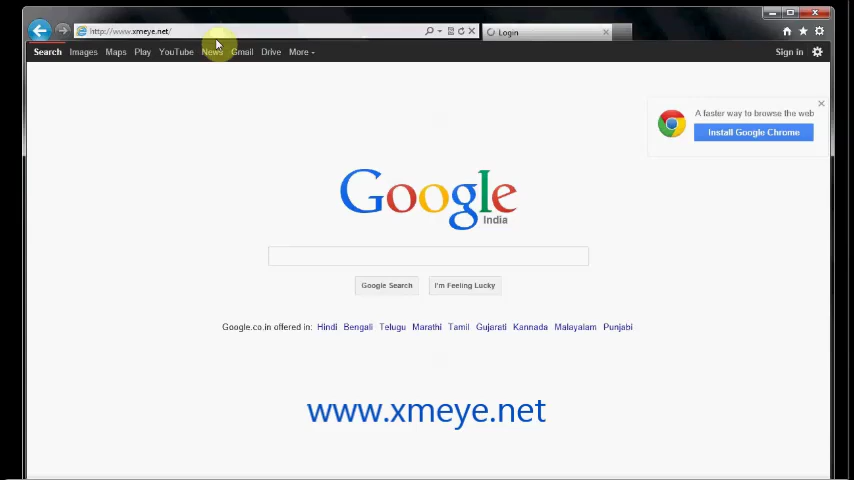 http://www.xmeye.net/
Login
Search Images Maps Play YouTube News Gmail Drive More
Sign in
A faster way to browse the web
Install Google Chrome
Google
India
Google Search I'm Feeling Lucky
Google.co.in offered in: Hindi Bengali Telugu Marathi Tamil Gujarati Kannada Malayalam Punjabi
www.xmeye.net